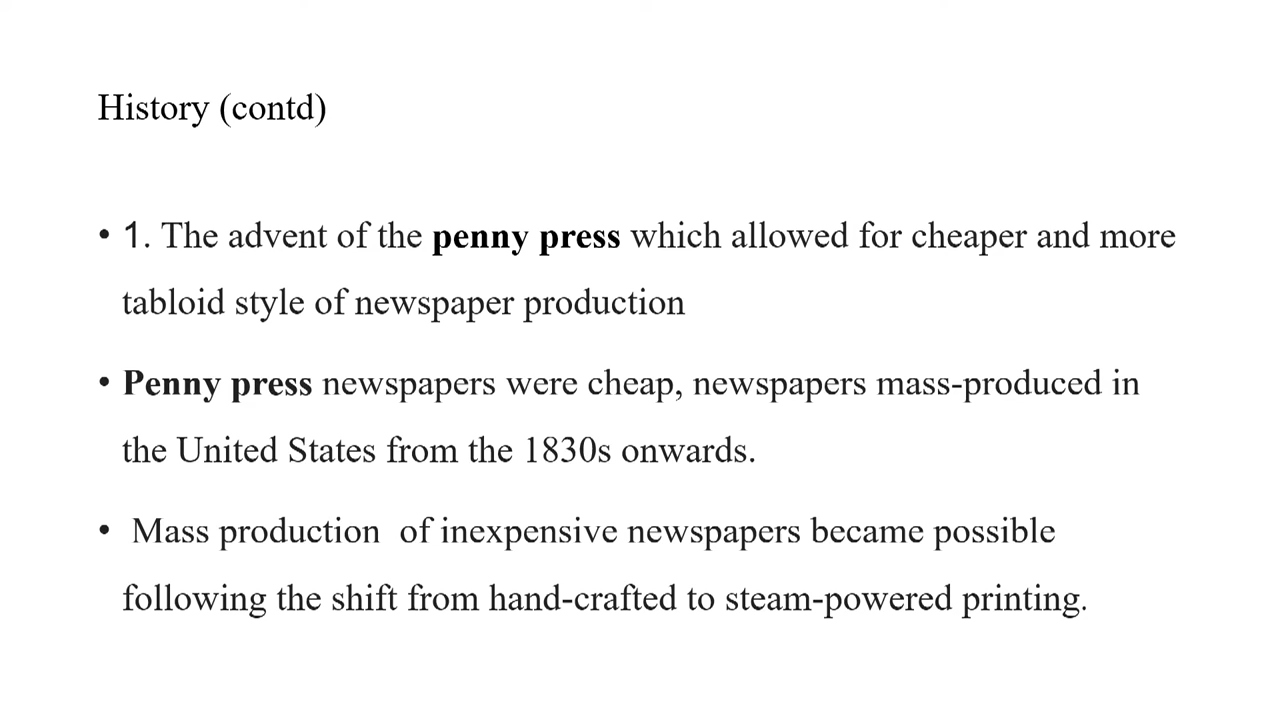 History (contd)
• 1. The advent of the penny press which allowed for cheaper and more
tabloid style of newspaper production
• Penny press newspapers were cheap, newspapers mass-produced in
the United States from the 1830s onwards.
• Mass production  of inexpensive newspapers became possible
following the shift from hand-crafted to steam-powered printing.